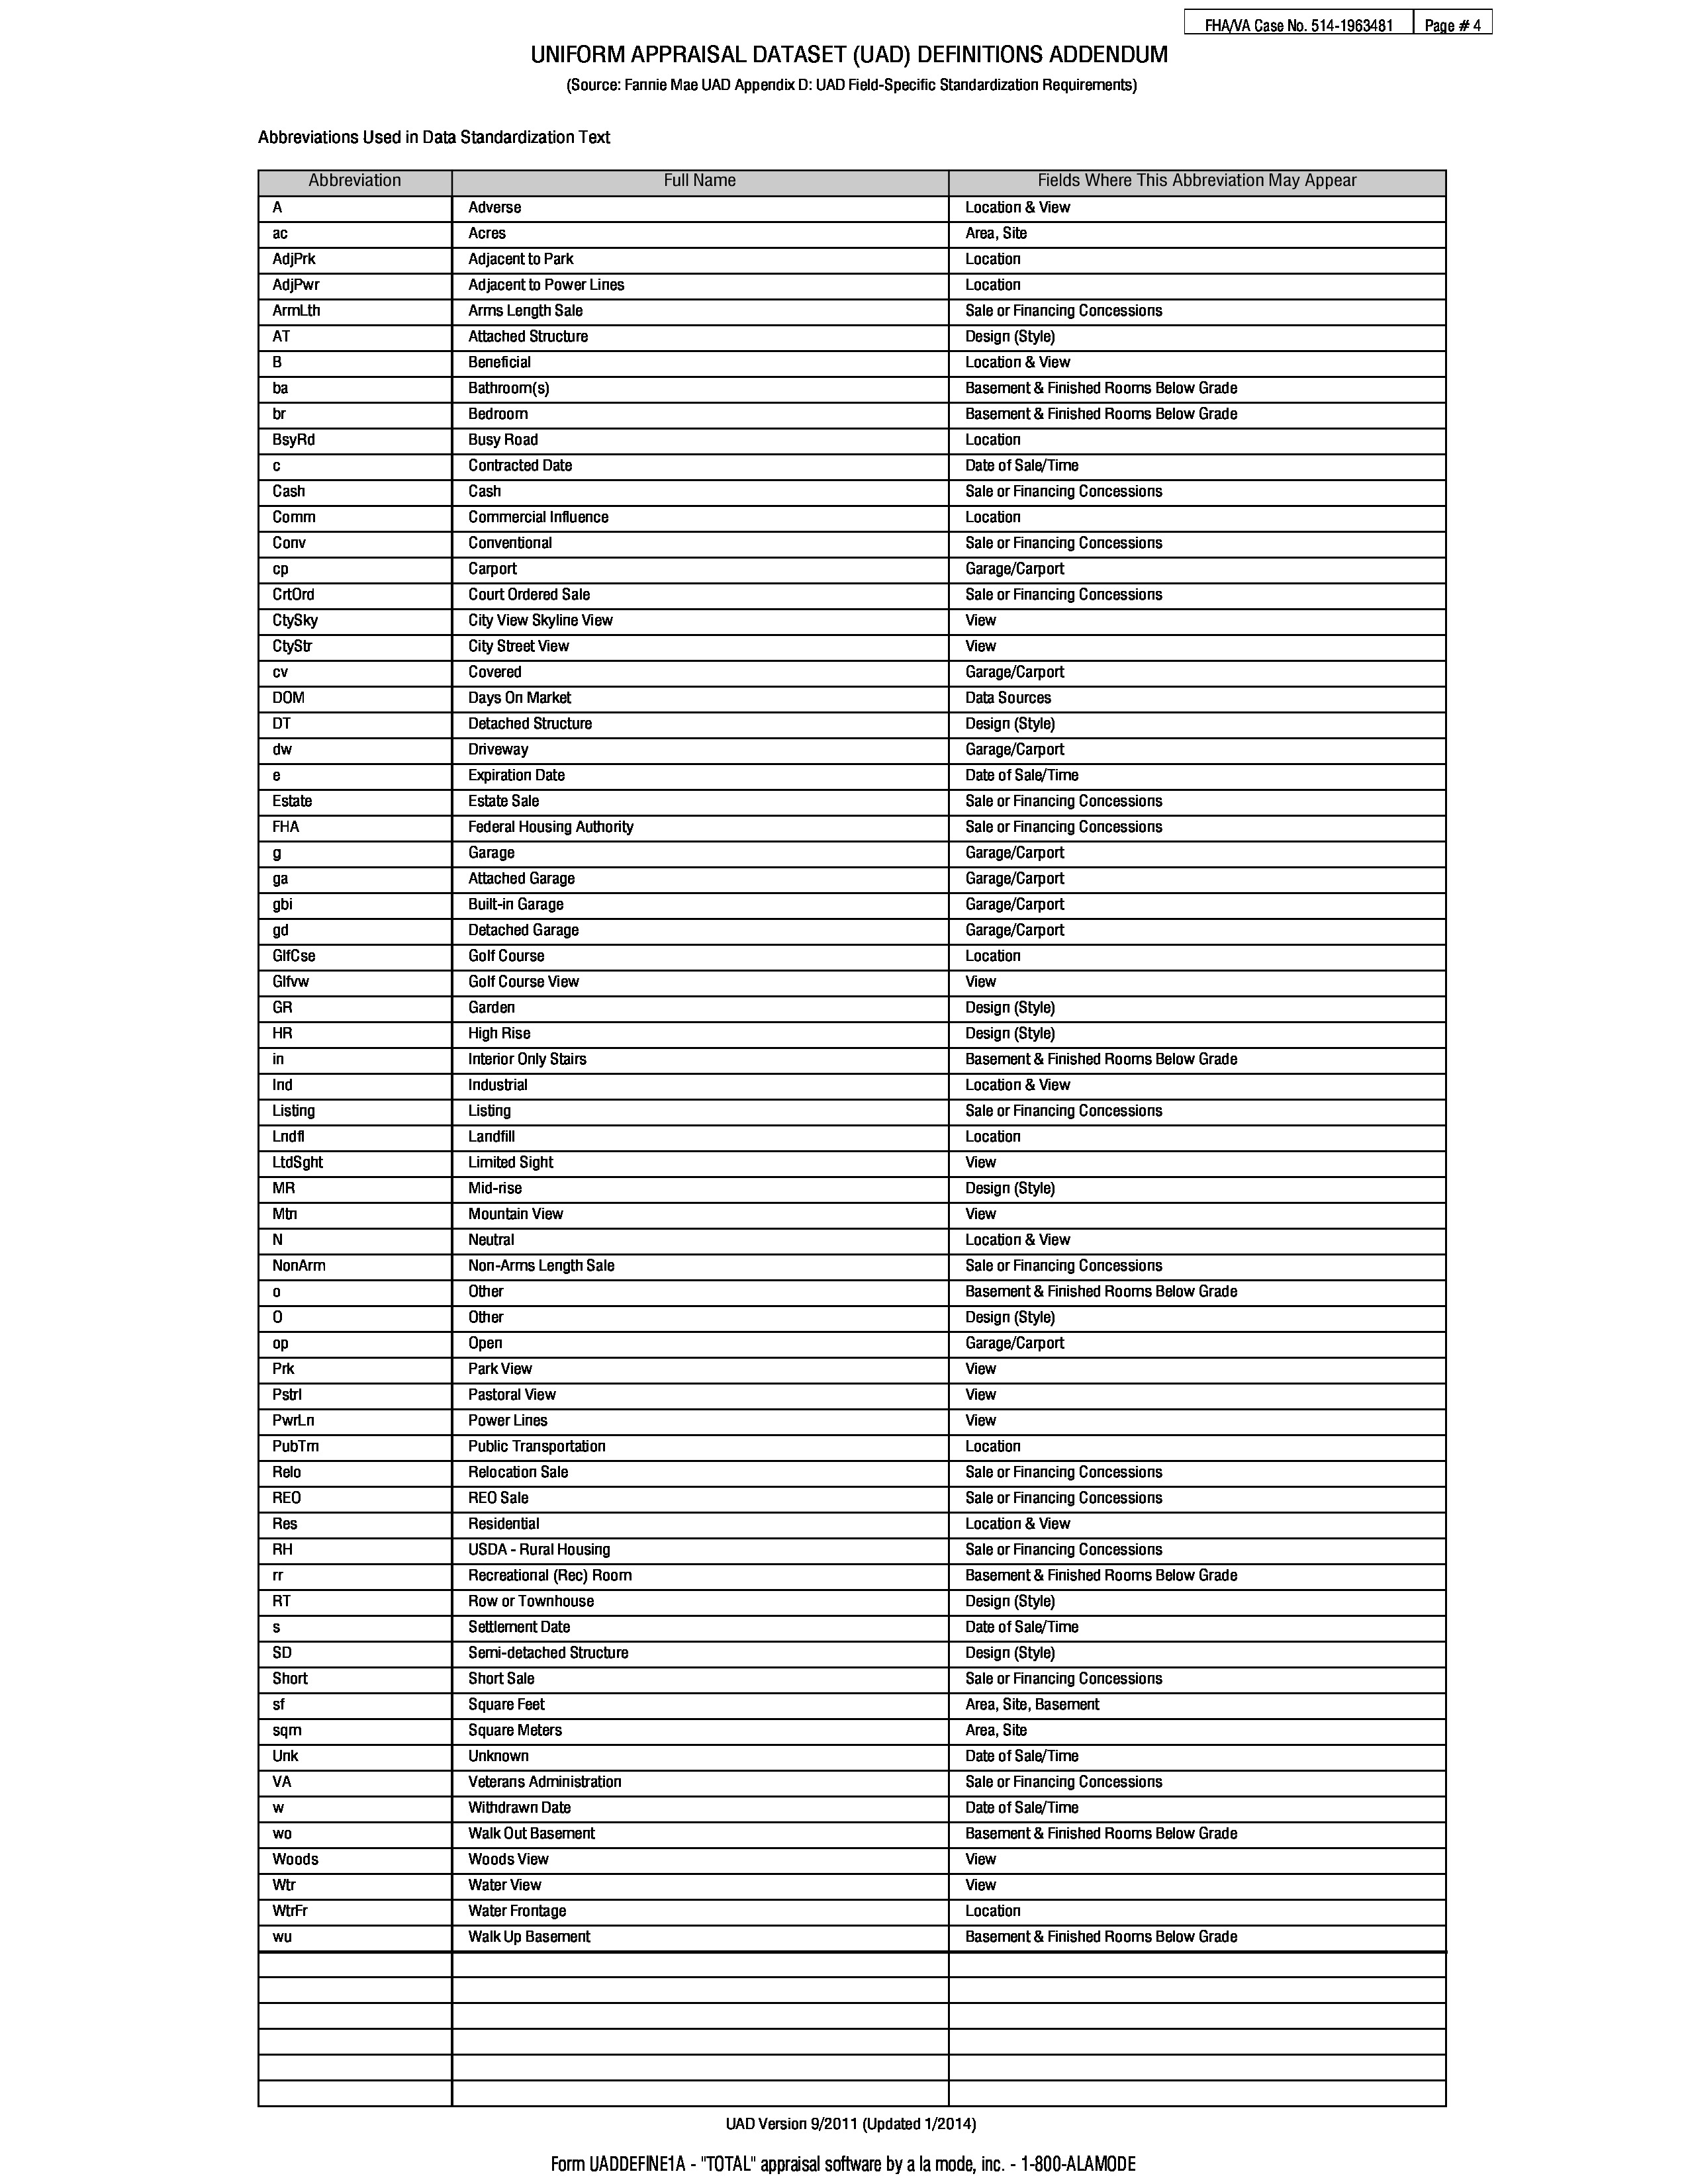 FHA/VA Case No. 514-1963481 Page # 4
UNIFORM APPRAISAL DATASET (UAD) DEFINITIONS ADDENDUM
(Source: Fannie Mae UAD Appendix D: UAD Field-Specific Standardization Requirements)
Abbreviations Used in Data Standardization Text
Abbreviation Full Name Fields Where This Abbreviation May Appear
A Adverse Location & View
ac Acres Area, Site
AdjPrk Adjacent to Park Location
AdjPwr Adjacent to Power Lines Location
ArmLth Arms Length Sale Sale or Financing Concessions
AT Attached Structure Design (Style)
B Beneficial Location & View
ba Bathroom(s) Basement & Finished Rooms Below Grade
br Bedroom Basement & Finished Rooms Below Grade
BsyRd Busy Road Location
c Contracted Date Date of Sale/Time
Cash Cash Sale or Financing Concessions
Comm Commercial Influence Location
Conv Conventional Sale or Financing Concessions
cp Carport Garage/Carport
CrtOrd Court Ordered Sale Sale or Financing Concessions
CtySky City View Skyline View View
CtyStr City Street View View
cv Covered Garage/Carport
DOM Days On Market Data Sources
DT Detached Structure Design (Style)
dw Driveway Garage/Carport
e Expiration Date Date of Sale/Time
Estate Estate Sale Sale or Financing Concessions
FHA Federal Housing Authority Sale or Financing Concessions
g Garage Garage/Carport
ga Attached Garage Garage/Carport
gbi Built-in Garage Garage/Carport
gd Detached Garage Garage/Carport
GlfCse Golf Course Location
Glfvw Golf Course View View
GR Garden Design (Style)
HR High Rise Design (Style)
in Interior Only Stairs Basement & Finished Rooms Below Grade
Ind Industrial Location & View
Listing Listing Sale or Financing Concessions
Lndfl Landfill Location
LtdSght Limited Sight View
MR Mid-rise Design (Style)
Mtn Mountain View View
N Neutral Location & View
NonArm Non-Arms Length Sale Sale or Financing Concessions
o Other Basement & Finished Rooms Below Grade
O Other Design (Style)
op Open Garage/Carport
Prk Park View View
Pstrl Pastoral View View
PwrLn Power Lines View
PubTrn Public Transportation Location
Relo Relocation Sale Sale or Financing Concessions
REO REO Sale Sale or Financing Concessions
Res Residential Location & View
RH USDA - Rural Housing Sale or Financing Concessions
rr Recreational (Rec) Room Basement & Finished Rooms Below Grade
RT Row or Townhouse Design (Style)
s Settlement Date Date of Sale/Time
SD Semi-detached Structure Design (Style)
Short Short Sale Sale or Financing Concessions
sf Square Feet Area, Site, Basement
sqm Square Meters Area, Site
Unk Unknown Date of Sale/Time
VA Veterans Administration Sale or Financing Concessions
w Withdrawn Date Date of Sale/Time
wo Walk Out Basement Basement & Finished Rooms Below Grade
Woods Woods View View
Wtr Water View View
WtrFr Water Frontage Location
wu Walk Up Basement Basement & Finished Rooms Below Grade
UAD Version 9/2011 (Updated 1/2014)
Form UADDEFINE1A - "TOTAL" appraisal software by a la mode, inc. - 1-800-ALAMODE